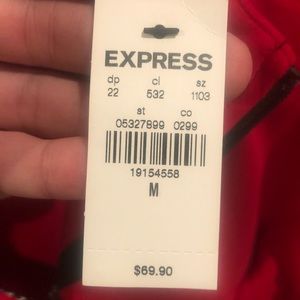 EXPRESS
dp cl sz
22 532 1103
st co
05327899 0299
19154558
M
$69.90